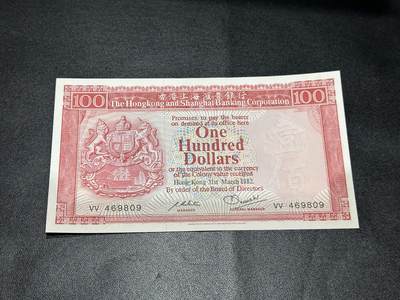 香港上海滙豐銀行
100 The Hongkong and Shanghai Banking Corporation 100
Promises to pay the bearer
on demand at its office here
One
Hundred
Dollars
or the equivalent in the currency
of the Colony value received
Hong Kong 31st March 1983
By order of the Board of Directors
VV 469809
VV 469809